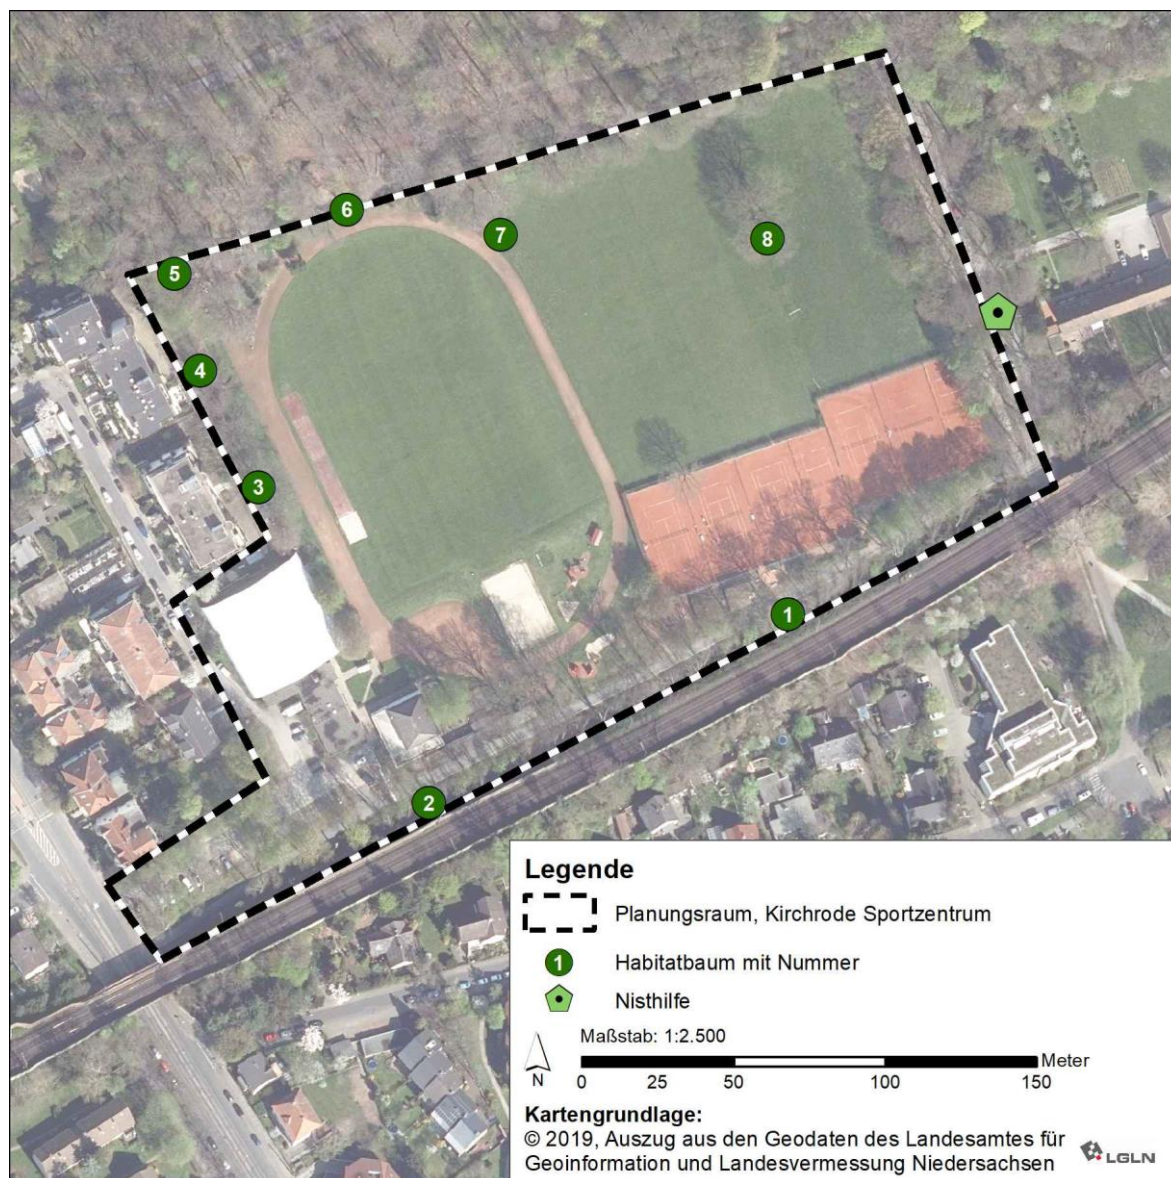 6
7
8
5
4
3
1
2
Legende
Planungsraum, Kirchrode Sportzentrum
1 Habitatbaum mit Nummer
Nisthilfe
Maßstab: 1:2.500
N
Meter
0 25 50 100 150
Kartengrundlage:
© 2019, Auszug aus den Geodaten des Landesamtes für
Geoinformation und Landesvermessung Niedersachsen
LGLN